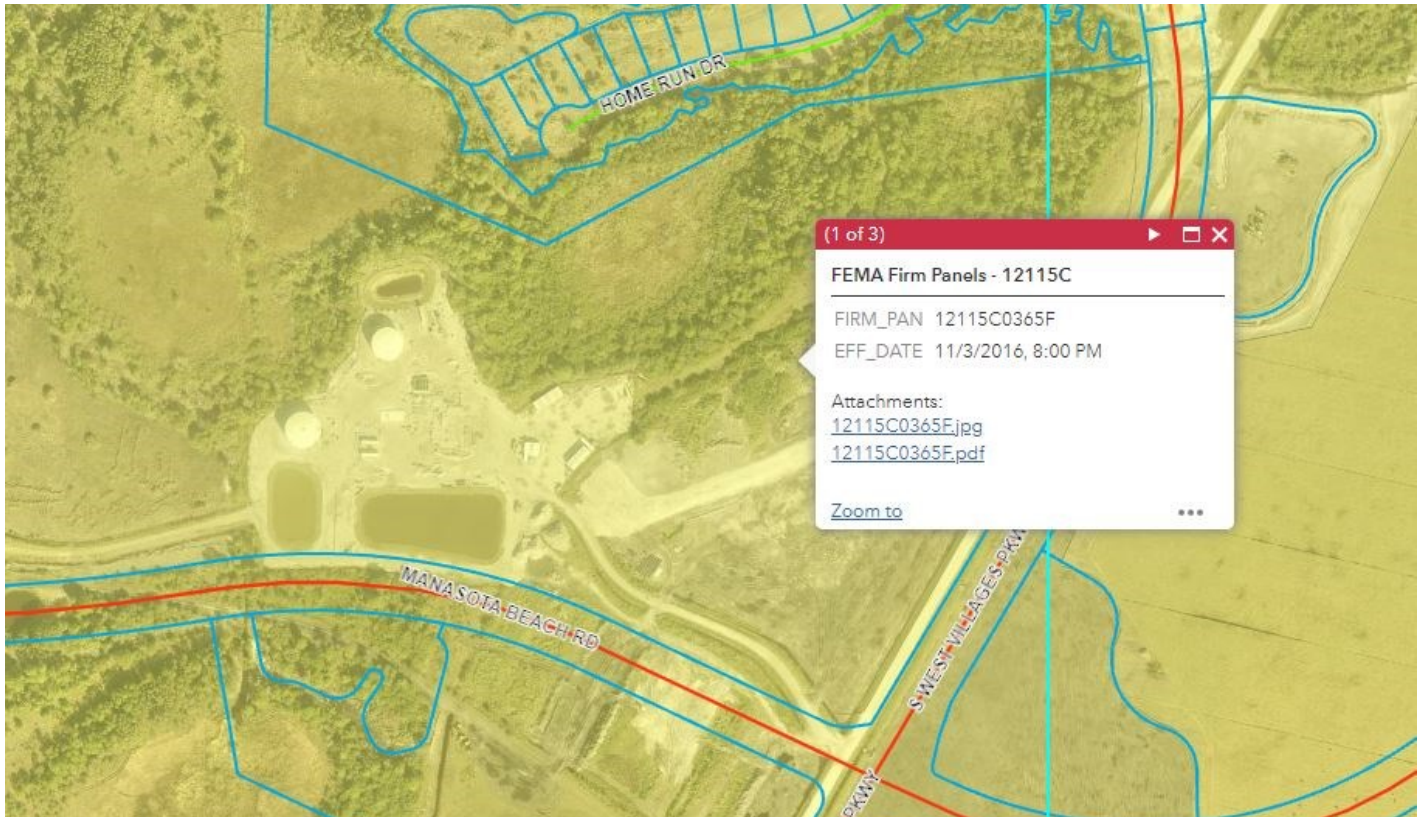 HOME RUN DR
(1 of 3)
FEMA Firm Panels - 12115C
FIRM_PAN 12115C0365F
EFF_DATE 11/3/2016, 8:00 PM
Attachments:
12115C0365F.jpg
12115C0365F.pdf
Zoom to
MANASOTA BEACH RD
S WEST VILLAGES PKWY
PKWY